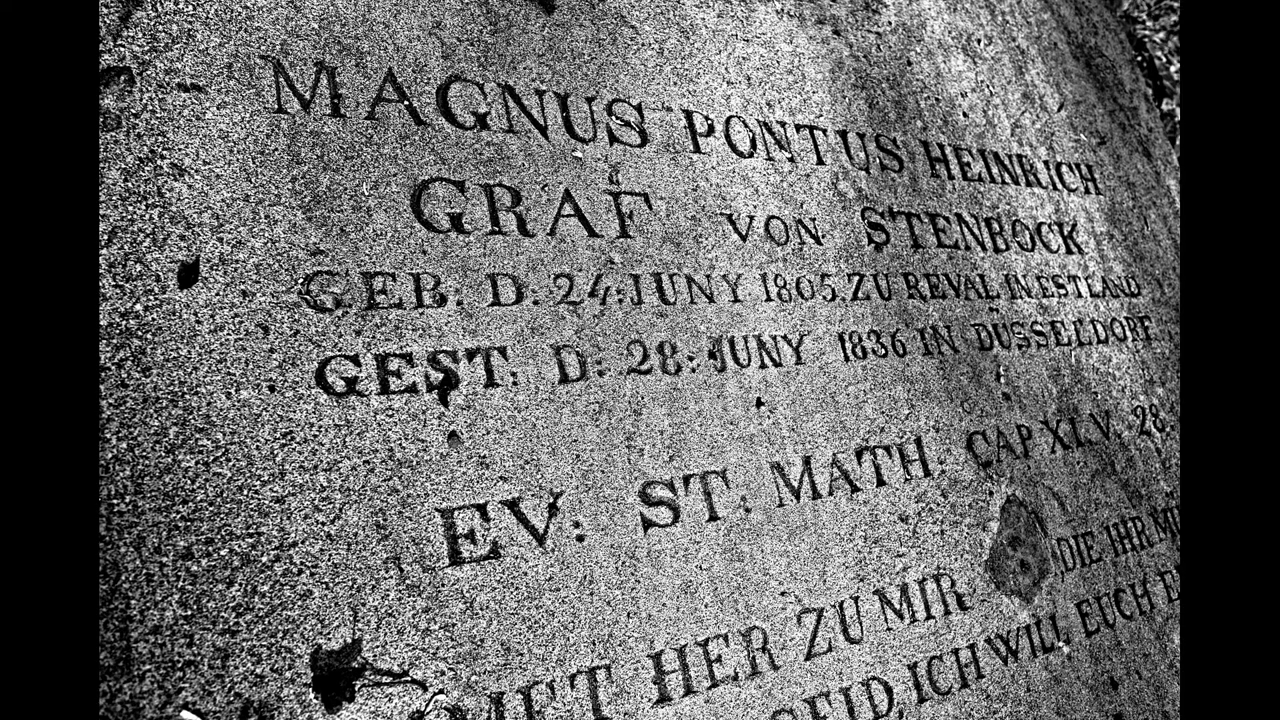 MAGNUS PONTUS HEINRICH
GRAF VON STENBOCK
GEB: D: 24: JUNY 1805. ZU REVAL IN ESTLAND
GEST: D: 28: JUNY 1836 IN DUSSELDORF
EV: ST: MATH: CAP XI. V. 28.
HER ZU MIR DIE IHR
SEID, ICH WILL EUCH